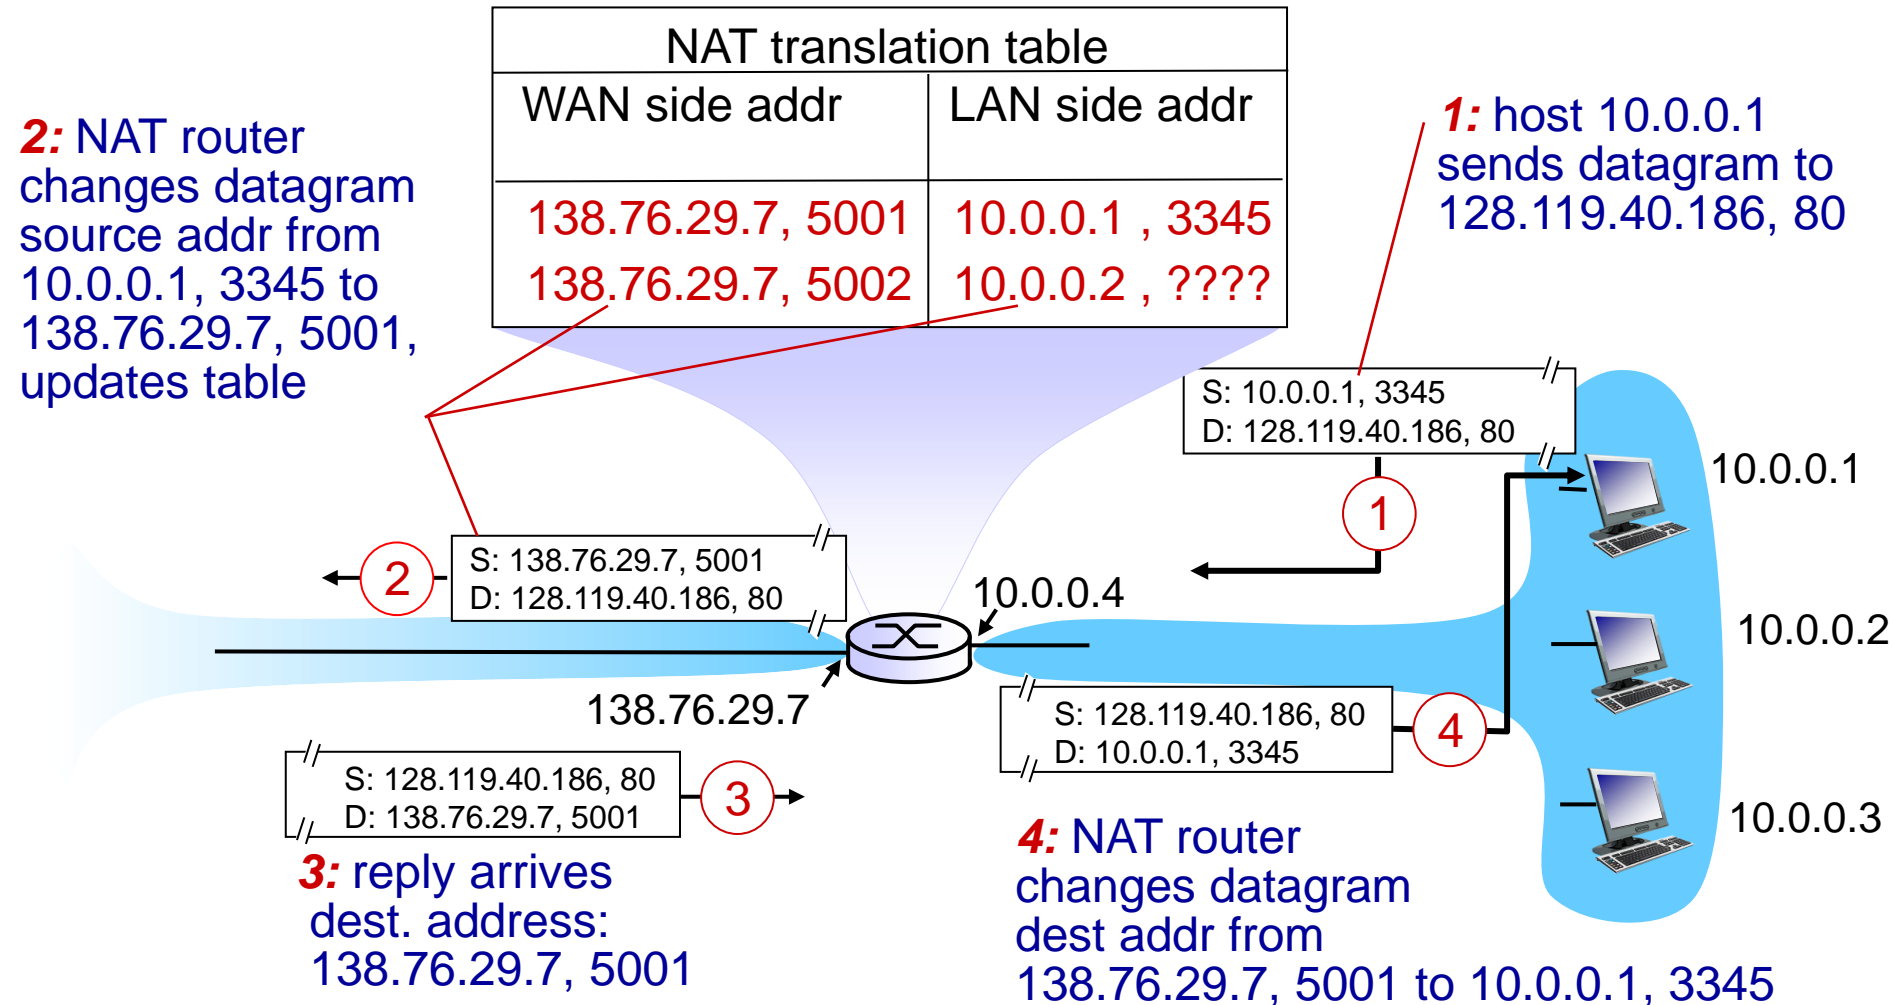 NAT translation table
WAN side addr
LAN side addr
138.76.29.7, 5001
10.0.0.1 , 3345
138.76.29.7, 5002
10.0.0.2 , ????
2: NAT router
changes datagram
source addr from
10.0.0.1, 3345 to
138.76.29.7, 5001,
updates table
1: host 10.0.0.1
sends datagram to
128.119.40.186, 80
S: 10.0.0.1, 3345
D: 128.119.40.186, 80
1
10.0.0.1
2
S: 138.76.29.7, 5001
D: 128.119.40.186, 80
10.0.0.4
10.0.0.2
138.76.29.7
S: 128.119.40.186, 80
D: 10.0.0.1, 3345
4
S: 128.119.40.186, 80
D: 138.76.29.7, 5001
3
10.0.0.3
3: reply arrives
dest. address:
138.76.29.7, 5001
4: NAT router
changes datagram
dest addr from
138.76.29.7, 5001 to 10.0.0.1, 3345